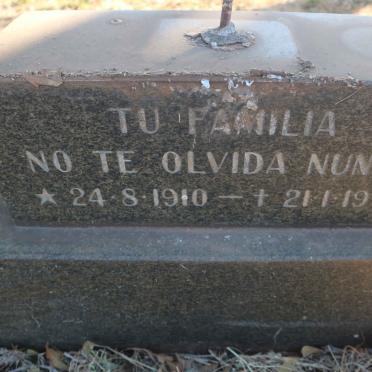 TU FAMILIA
NO TE OLVIDA NUN
★ 24·8·1910 — ✝ 21·1·19